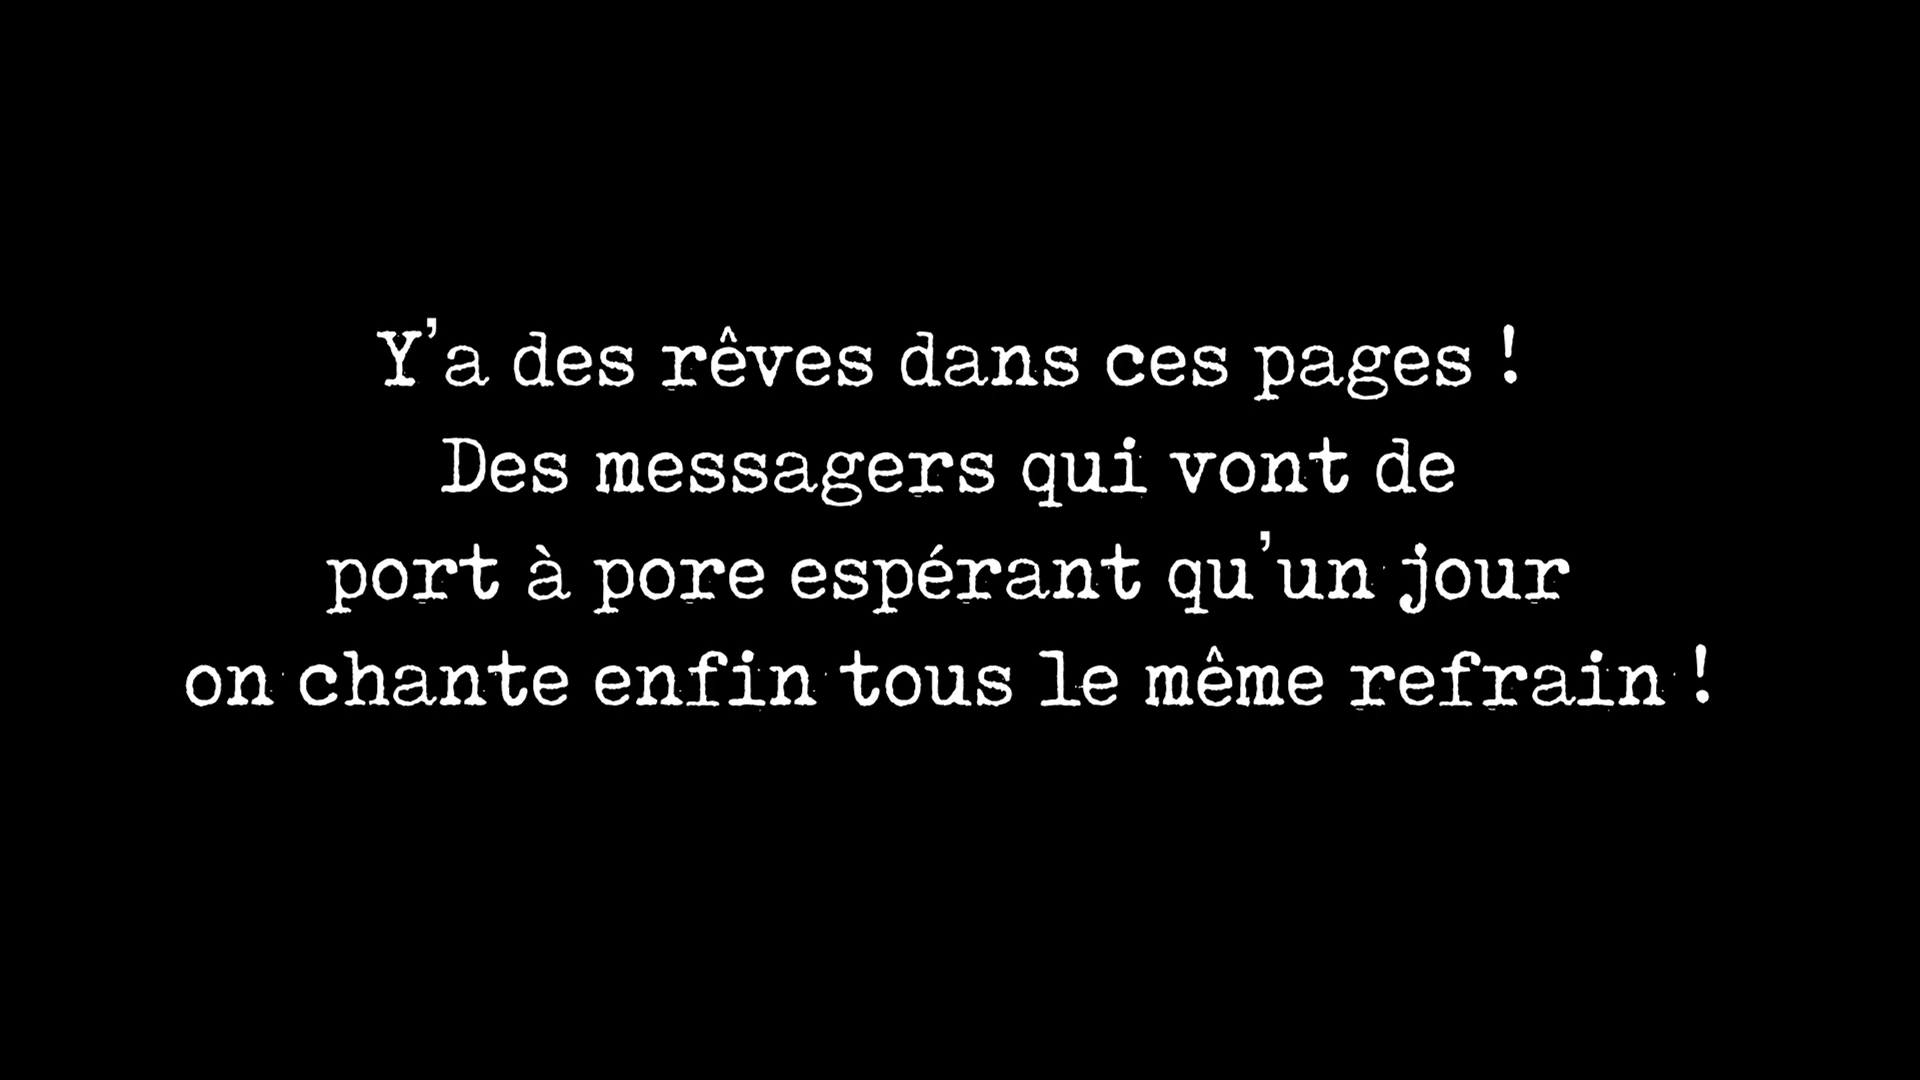 Y'a des rêves dans ces pages !
Des messagers qui vont de
port à pore espérant qu'un jour
on chante enfin tous le même refrain !